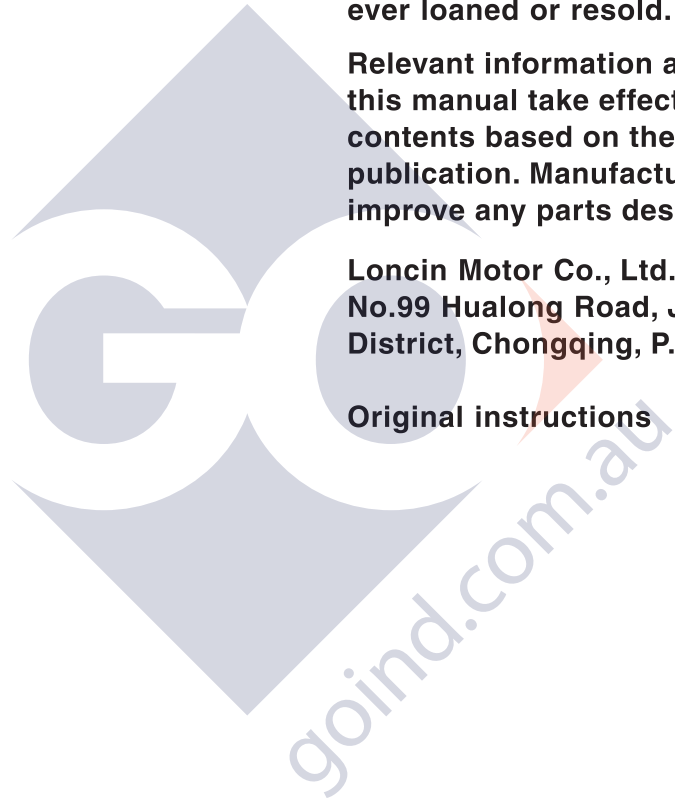 ever loaned or resold.
Relevant information a
this manual take effect
contents based on the
publication. Manufactu
improve any parts des
Loncin Motor Co., Ltd.
No.99 Hualong Road, J
District, Chongqing, P.
Original instructions
GO
goind.com.au